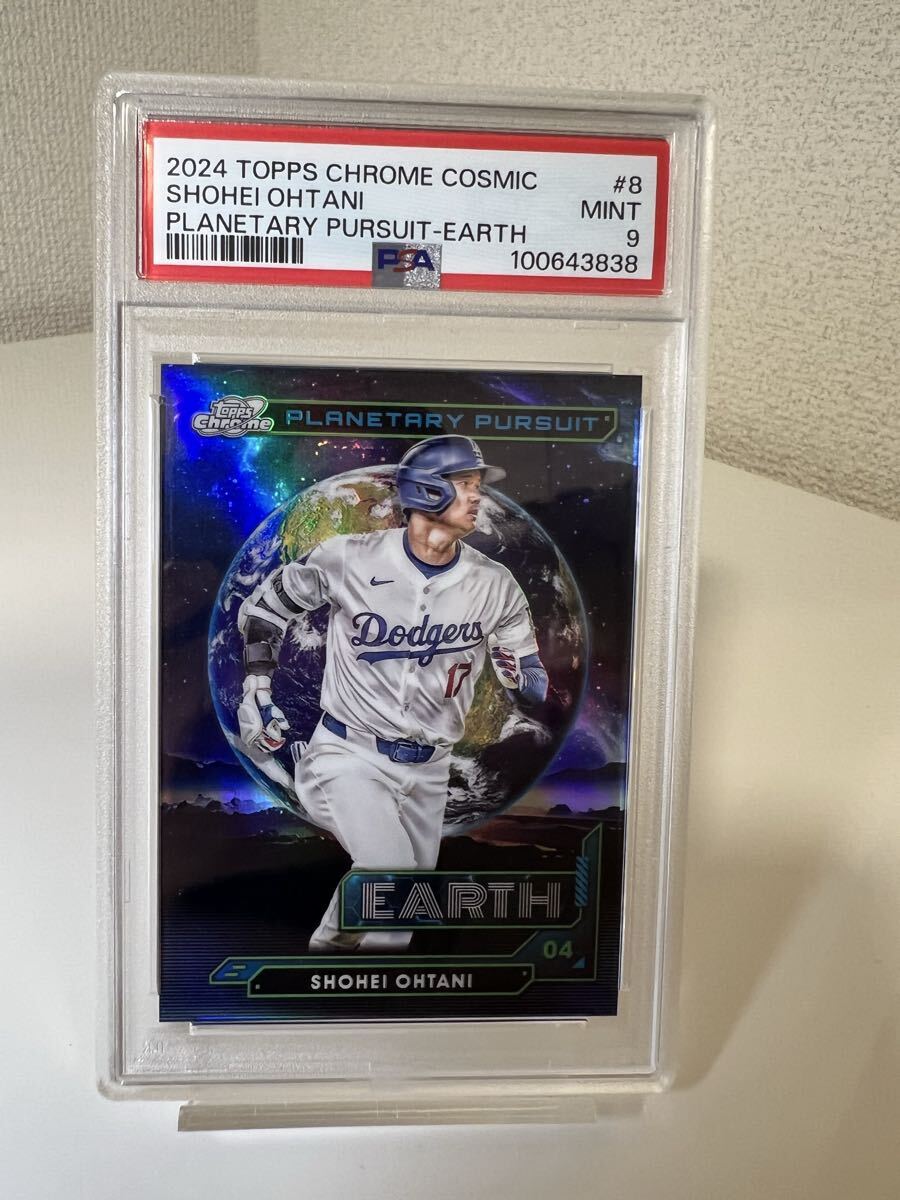 2024 TOPPS CHROME COSMIC #8
SHOHEI OHTANI MINT
PLANETARY PURSUIT-EARTH 9
PSA 100643838
Topps Chrome
PLANETARY PURSUIT
Dodgers
17
EARTH
04
SHOHEI OHTANI